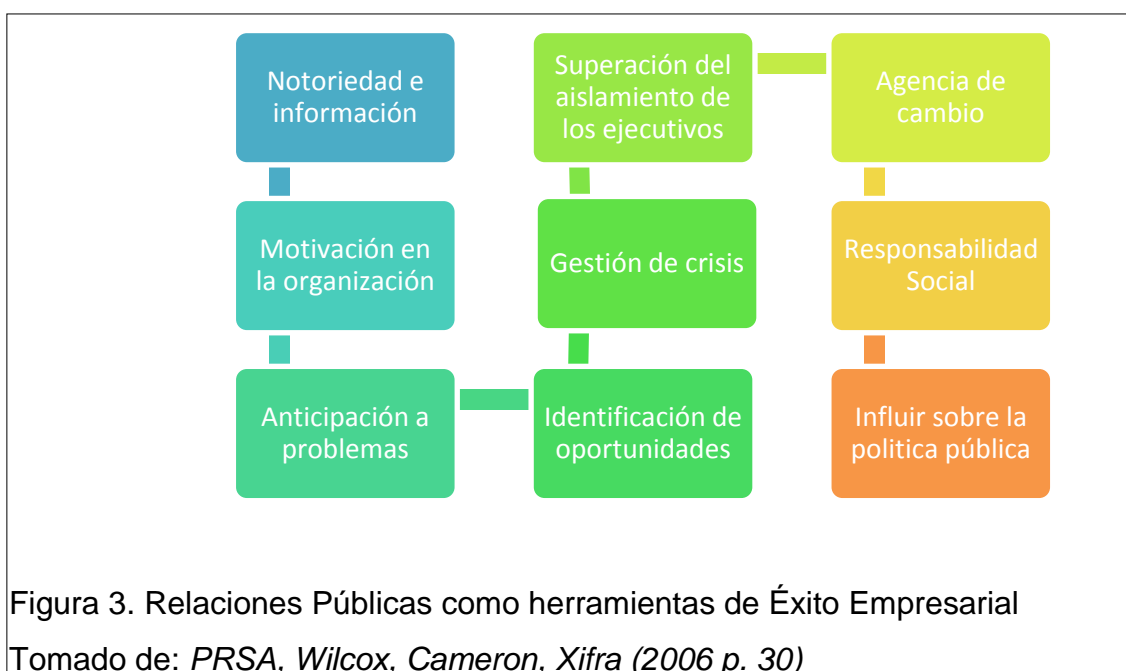 Notoriedad e
información
Motivación en
la organización
Anticipación a
problemas
Identificación de
oportunidades
Gestión de crisis
Superación del
aislamiento de
los ejecutivos
Agencia de
cambio
Responsabilidad
Social
Influir sobre la
politica pública
Figura 3. Relaciones Públicas como herramientas de Éxito Empresarial
Tomado de: PRSA, Wilcox, Cameron, Xifra (2006 p. 30)